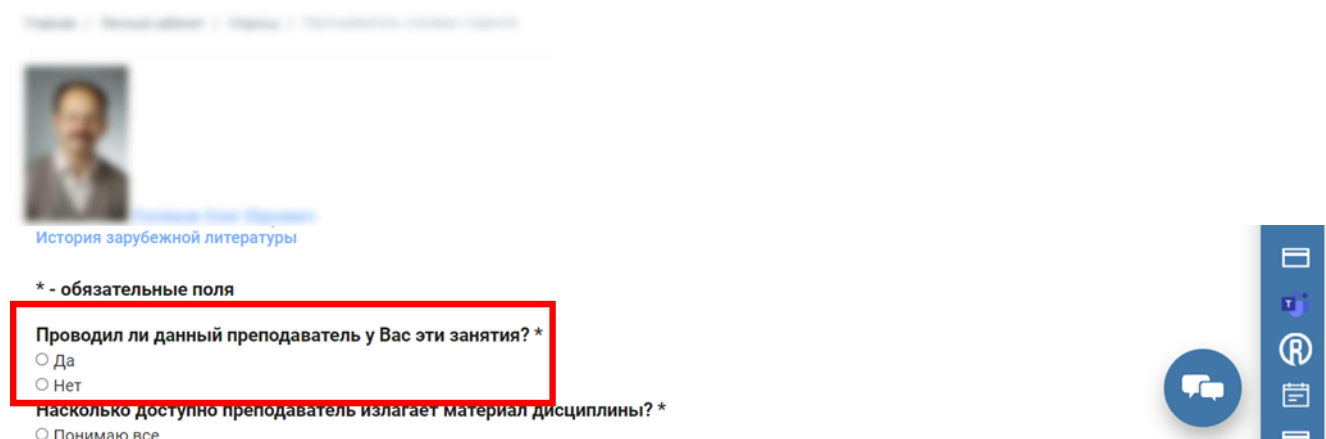 История зарубежной литературы
* - обязательные поля
Проводил ли данный преподаватель у Вас эти занятия? *
Да
Нет
Насколько доступно преподаватель излагает материал дисциплины? *
Понимаю все